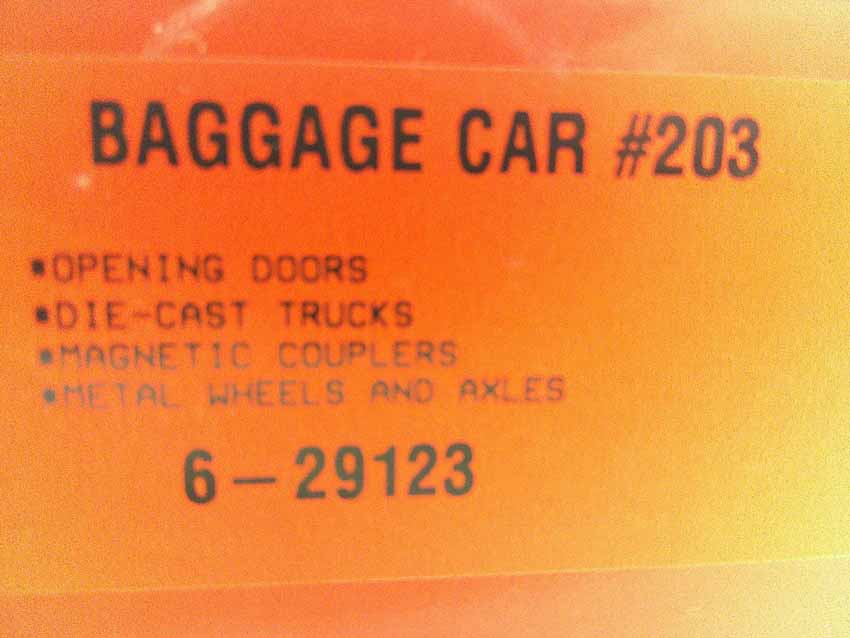 BAGGAGE CAR #203
▪OPENING DOORS
▪DIE-CAST TRUCKS
▪MAGNETIC COUPLERS
▪METAL WHEELS AND AXLES
6-29123